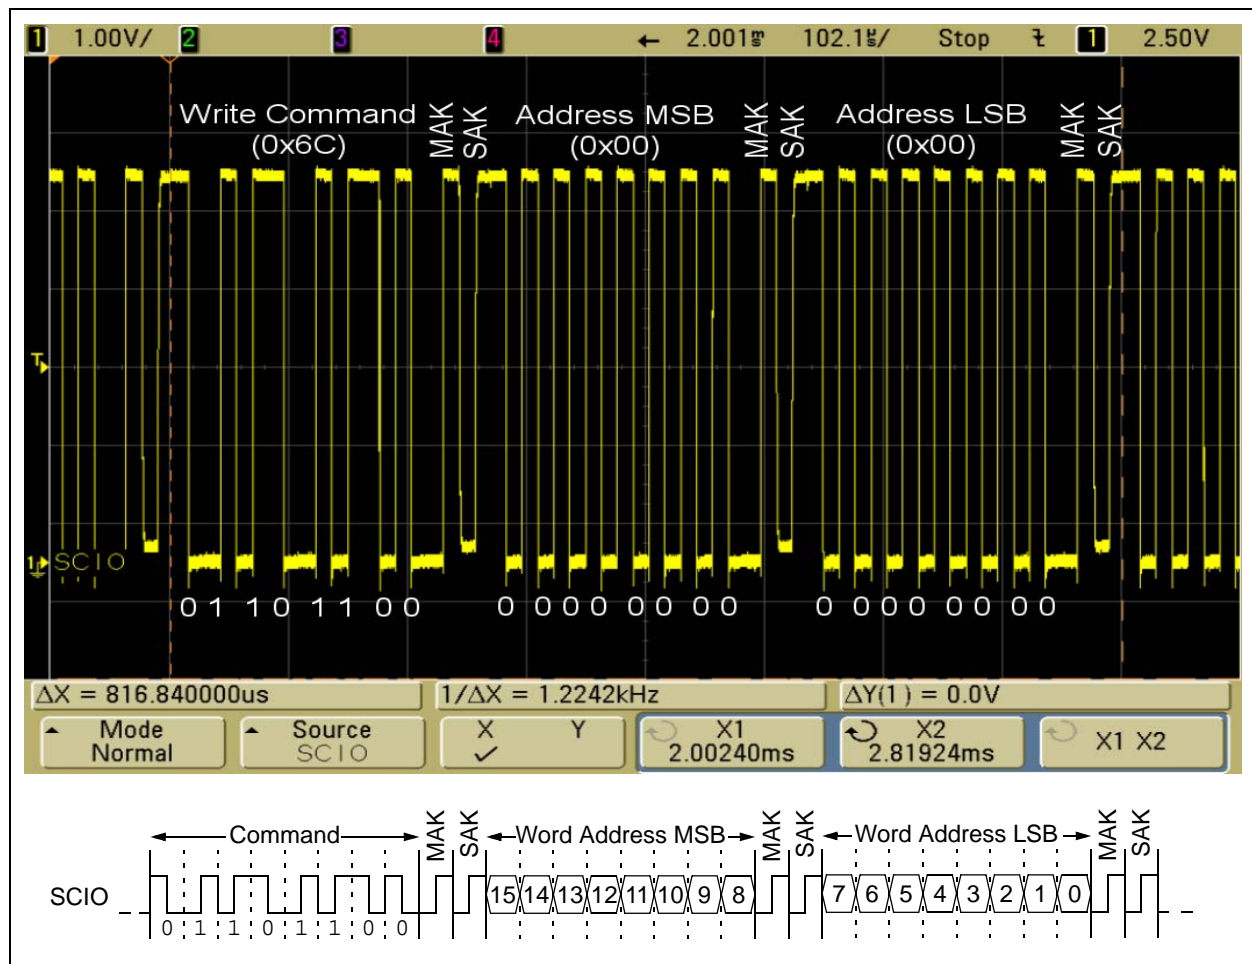 1 1.00V/ 2 3 4 ← 2.001ms 102.1µs/ Stop 1 2.50V
Write Command MAK SAK Address MSB MAK SAK Address LSB MAK SAK
(0x6C) (0x00) (0x00)
T
1 SCIO
0 1 1 0 1 1 0 0 0 0 0 0 0 0 0 0 0 0 0 0 0 0 0 0
ΔX = 816.840000us 1/ΔX = 1.2242kHz ΔY(1) = 0.0V
Mode Source X Y X1 X2 X1 X2
Normal SCIO ✓ 2.00240ms 2.81924ms
Command MAK SAK Word Address MSB MAK SAK Word Address LSB MAK SAK
SCIO 15 14 13 12 11 10 9 8 7 6 5 4 3 2 1 0
0 1 1 0 1 1 0 0